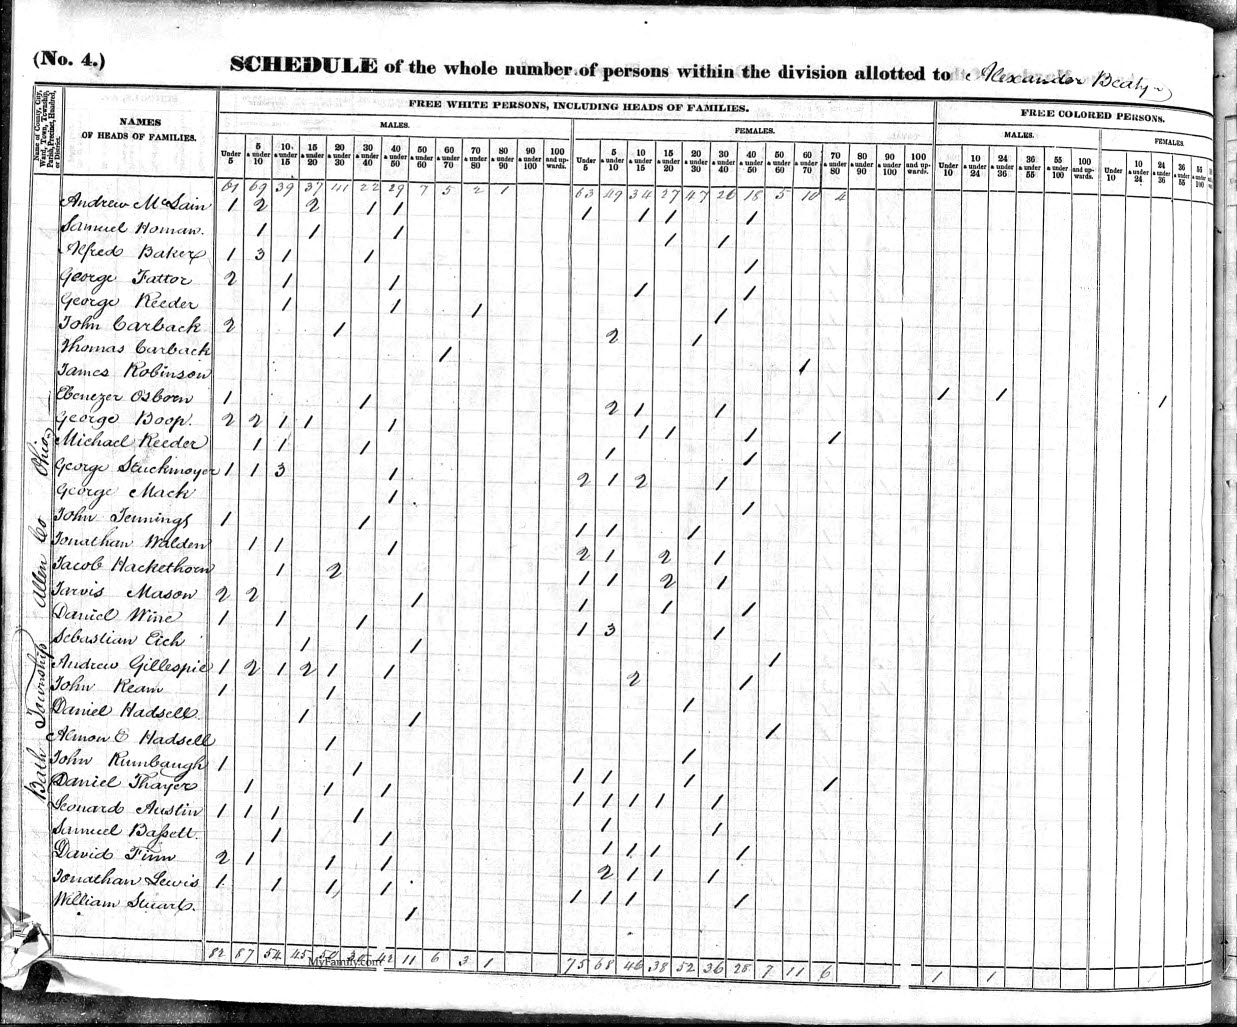 (No. 4.) SCHEDULE of the whole number of persons within the division allotted to Alexander Beaty
Name of County, City, Ward, Town, Township, Parish, Precinct, Hundred, or District.
NAMES OF HEADS OF FAMILIES.
FREE WHITE PERSONS, INCLUDING HEADS OF FAMILIES.
FREE COLORED PERSONS.
MALES. FEMALES. MALES. FEMALES.
Under 5 5 & under 10 10 & under 15 15 & under 20 20 & under 30 30 & under 40 40 & under 50 50 & under 60 60 & under 70 70 & under 80 80 & under 90 90 & under 100 100 and upwards.
Under 5 5 & under 10 10 & under 15 15 & under 20 20 & under 30 30 & under 40 40 & under 50 50 & under 60 60 & under 70 70 & under 80 80 & under 90 90 & under 100 100 and upwards.
Under 10 10 & under 24 24 & under 36 36 & under 55 55 & under 100 100 and upwards.
Under 10 10 & under 24 24 & under 36 36 & under 55 55 & under 100
61 69 39 37 41 22 29 7 5 2 1 63 49 34 27 47 26 18 5 10 4
Andrew McLain 1 2 2 1 1 1 1 1 1
Samuel Homan. 1 1 1 1 1
Alfred Baker 1 3 1 1 1
George Fattor 2 1 1 1 1
George Reeder 1 1 1 1
John Carback 2 1 2 1
Thomas Carback 1 1
James Robinson 1 1 1
Ebenezer Osborn 1 1 2 1 1
George Boop. 2 2 1 1 1 1 1 1 1
Michael Reeder 1 1 1 1 1
George Stuckmoyer 1 1 3 1 2 1 2 1
George Mack 1 1
John Jennings 1 1 1 1 1
Jonathan Walden 1 1 1 2 1 2 1
Jacob Hackethorn 1 2 1 1 2 1
Jarvis Mason 2 2 1 1 1 1
Daniel Wine 1 1 1 1 3 1
Sebastian Eich 1 1 1
Andrew Gillespie 1 2 1 2 1 1 2 1
John Ream 1 1 1
Daniel Hadsell 1 1 1
Almon E Hadsell 1 1
John Rumbaugh 1 1 1 1 1 1
Daniel Thayer 1 1 1 1 1 1 1 1
Leonard Austin 1 1 1 1 1 1
Samuel Bassett. 1 1 1 1 1 1
David Finn 2 1 1 1 2 1 1 1
Jonathan Lewis 1 1 1 1 1 1 1 1
William Stuart. 1
82 87 54 45 50 42 11 6 3 1 75 68 46 38 52 36 25 7 11 6 1 1
Bath Township Allen Co Ohio
MyFamily.com